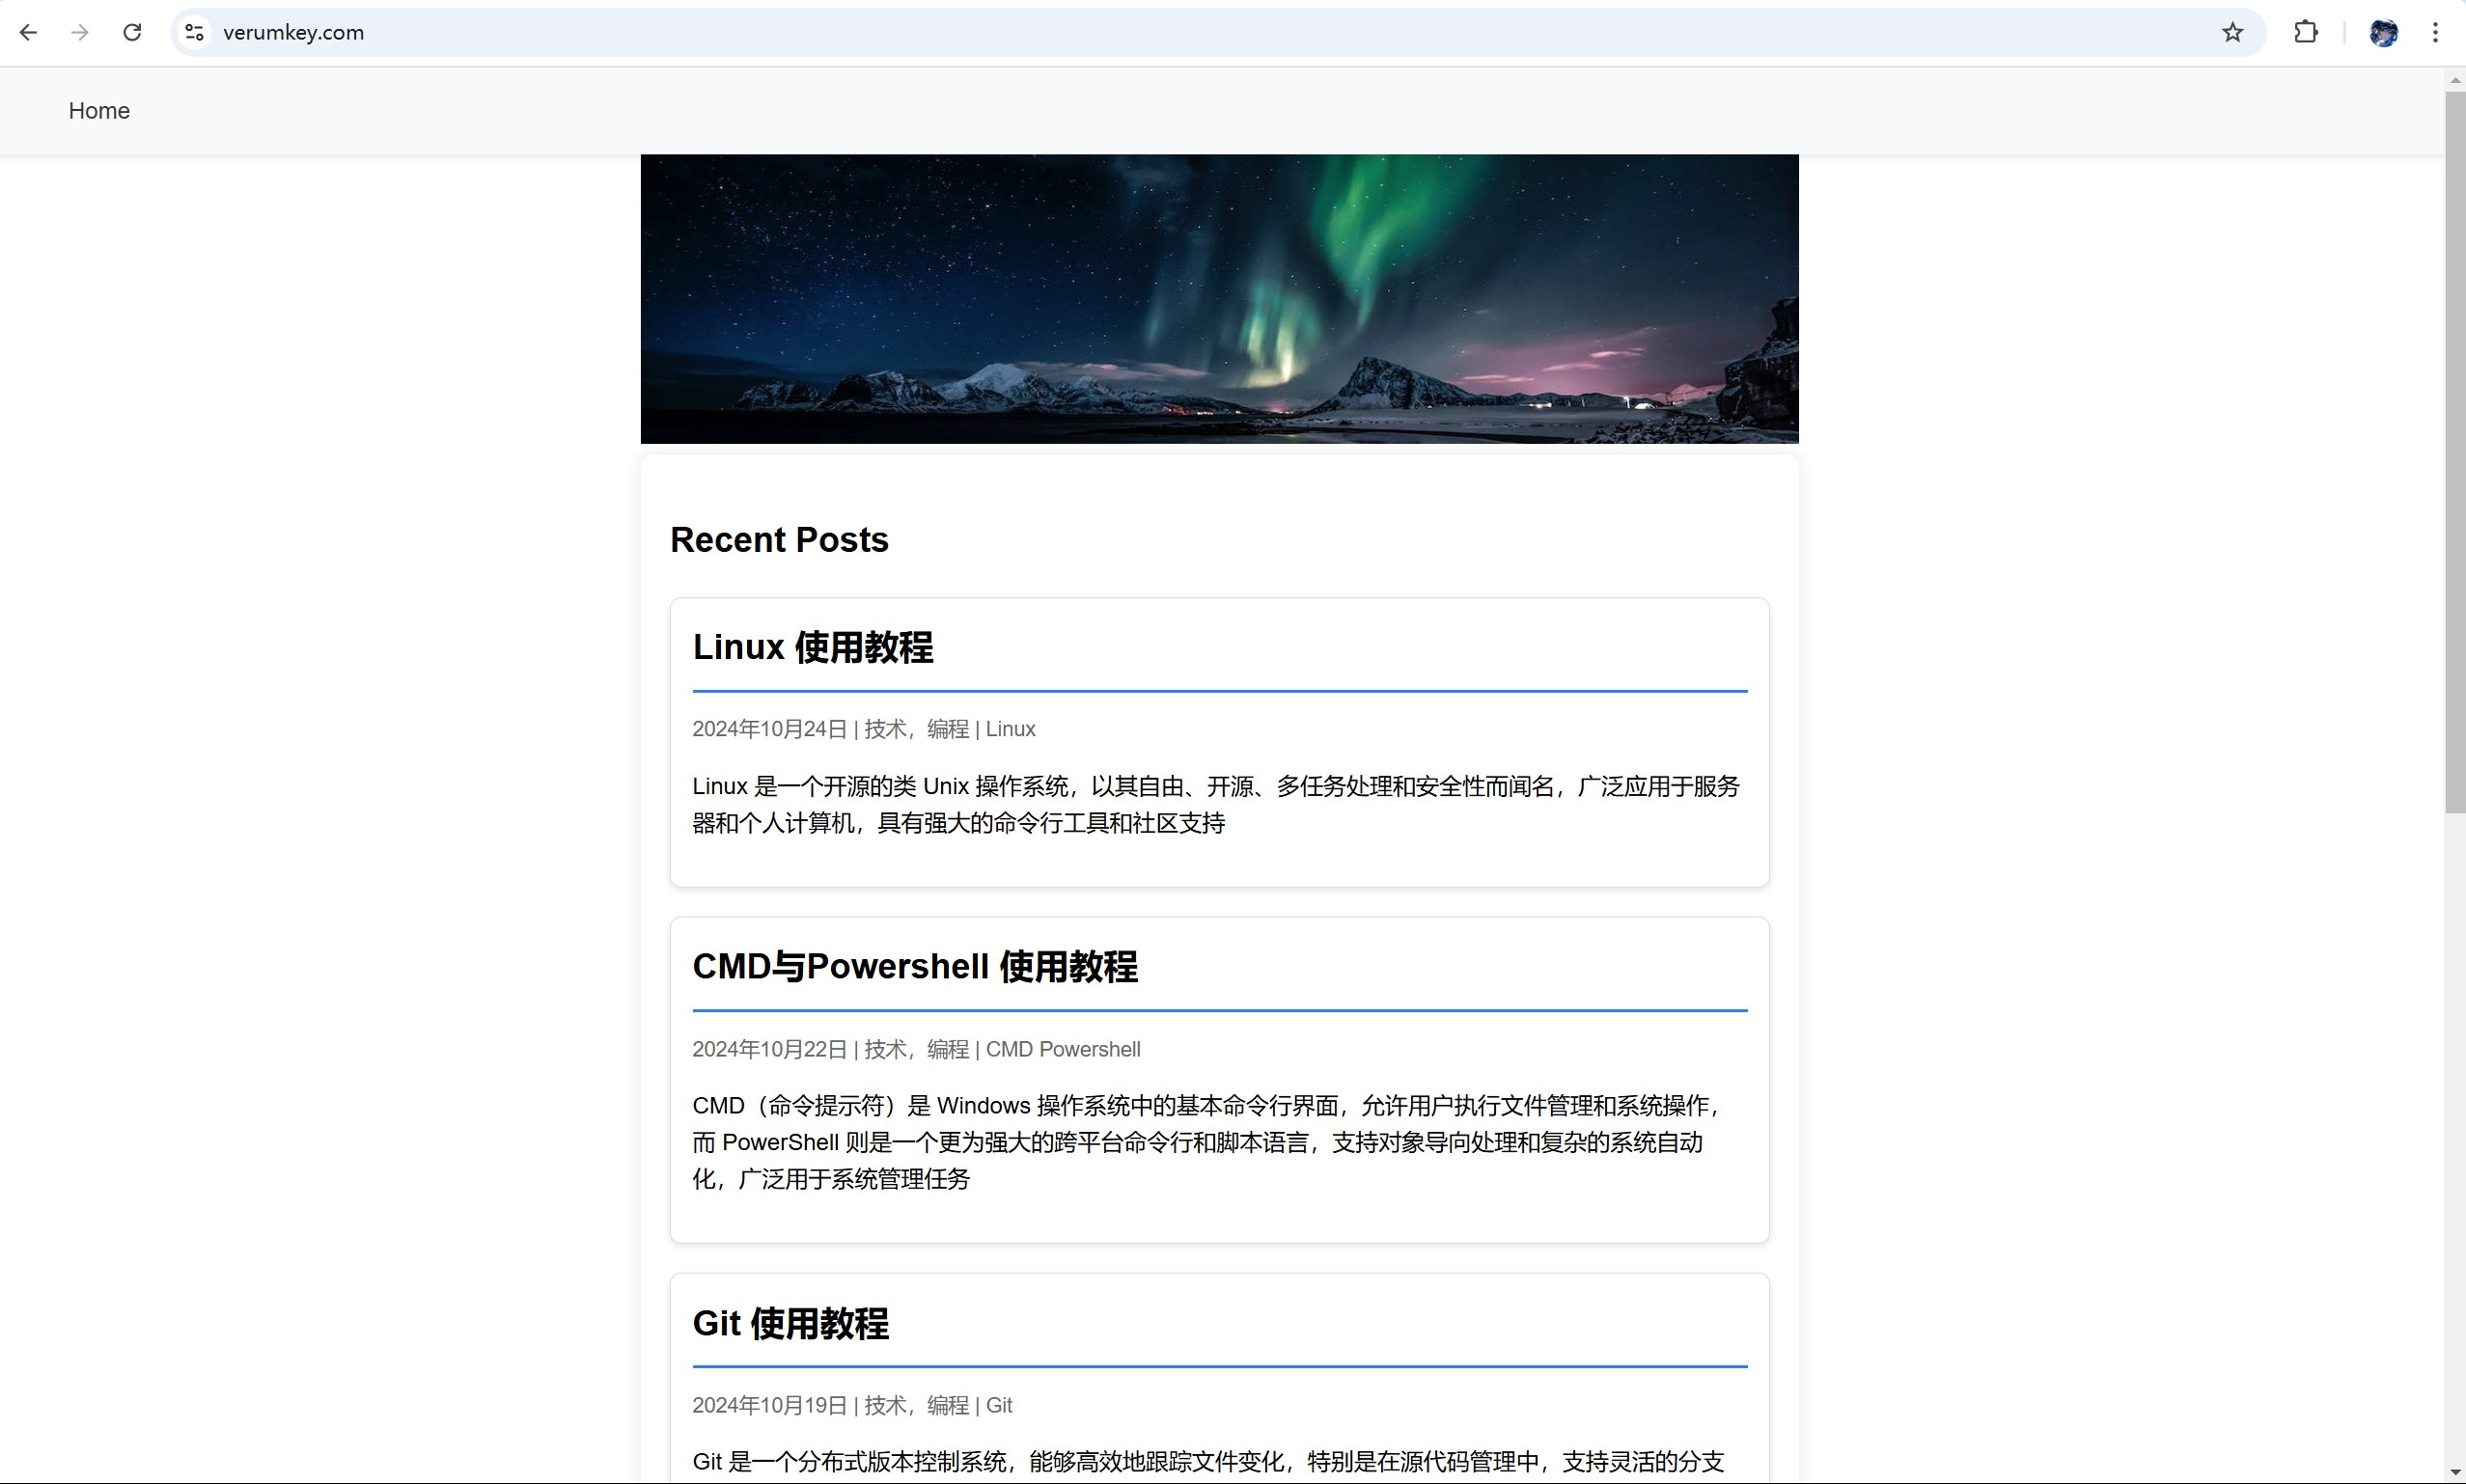 verumkey.com
Home
Recent Posts
Linux 使用教程
2024年10月24日 | 技术，编程 | Linux
Linux 是一个开源的类 Unix 操作系统，以其自由、开源、多任务处理和安全性而闻名，广泛应用于服务
器和个人计算机，具有强大的命令行工具和社区支持
CMD与Powershell 使用教程
2024年10月22日 | 技术，编程 | CMD Powershell
CMD（命令提示符）是 Windows 操作系统中的基本命令行界面，允许用户执行文件管理和系统操作，
而 PowerShell 则是一个更为强大的跨平台命令行和脚本语言，支持对象导向处理和复杂的系统自动
化，广泛用于系统管理任务
Git 使用教程
2024年10月19日 | 技术，编程 | Git
Git 是一个分布式版本控制系统，能够高效地跟踪文件变化，特别是在源代码管理中，支持灵活的分支